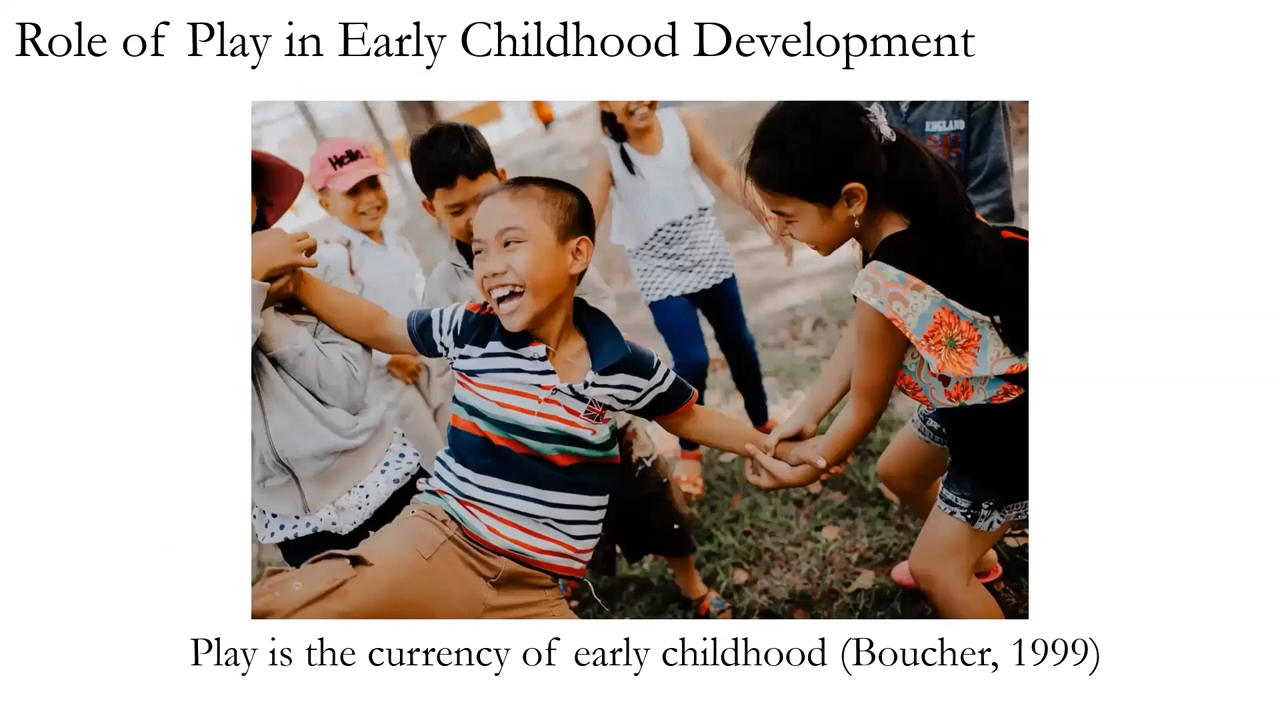 Role of Play in Early Childhood Development
Hello
ENGLAND
Play is the currency of early childhood (Boucher, 1999)